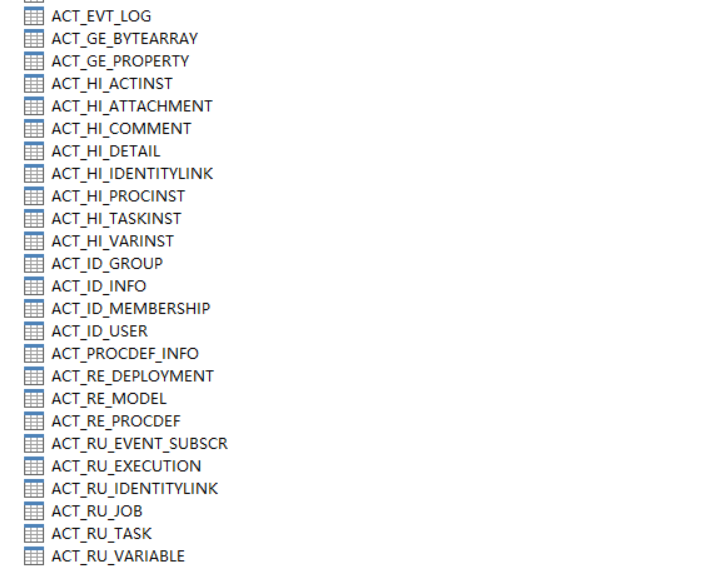 ACT_EVT_LOG
ACT_GE_BYTEARRAY
ACT_GE_PROPERTY
ACT_HI_ACTINST
ACT_HI_ATTACHMENT
ACT_HI_COMMENT
ACT_HI_DETAIL
ACT_HI_IDENTITYLINK
ACT_HI_PROCINST
ACT_HI_TASKINST
ACT_HI_VARINST
ACT_ID_GROUP
ACT_ID_INFO
ACT_ID_MEMBERSHIP
ACT_ID_USER
ACT_PROCDEF_INFO
ACT_RE_DEPLOYMENT
ACT_RE_MODEL
ACT_RE_PROCDEF
ACT_RU_EVENT_SUBSCR
ACT_RU_EXECUTION
ACT_RU_IDENTITYLINK
ACT_RU_JOB
ACT_RU_TASK
ACT_RU_VARIABLE